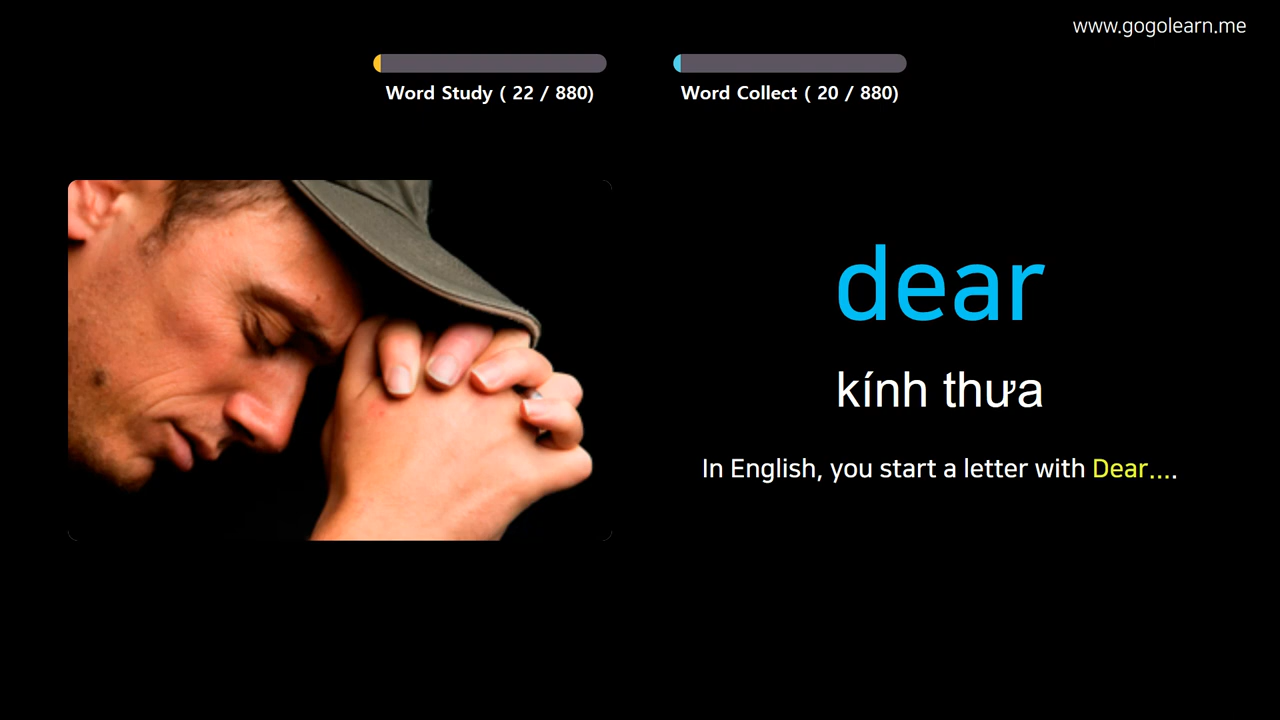 www.gogolearn.me
Word Study ( 22 / 880)
Word Collect ( 20 / 880)
dear
kính thưa
In English, you start a letter with Dear....